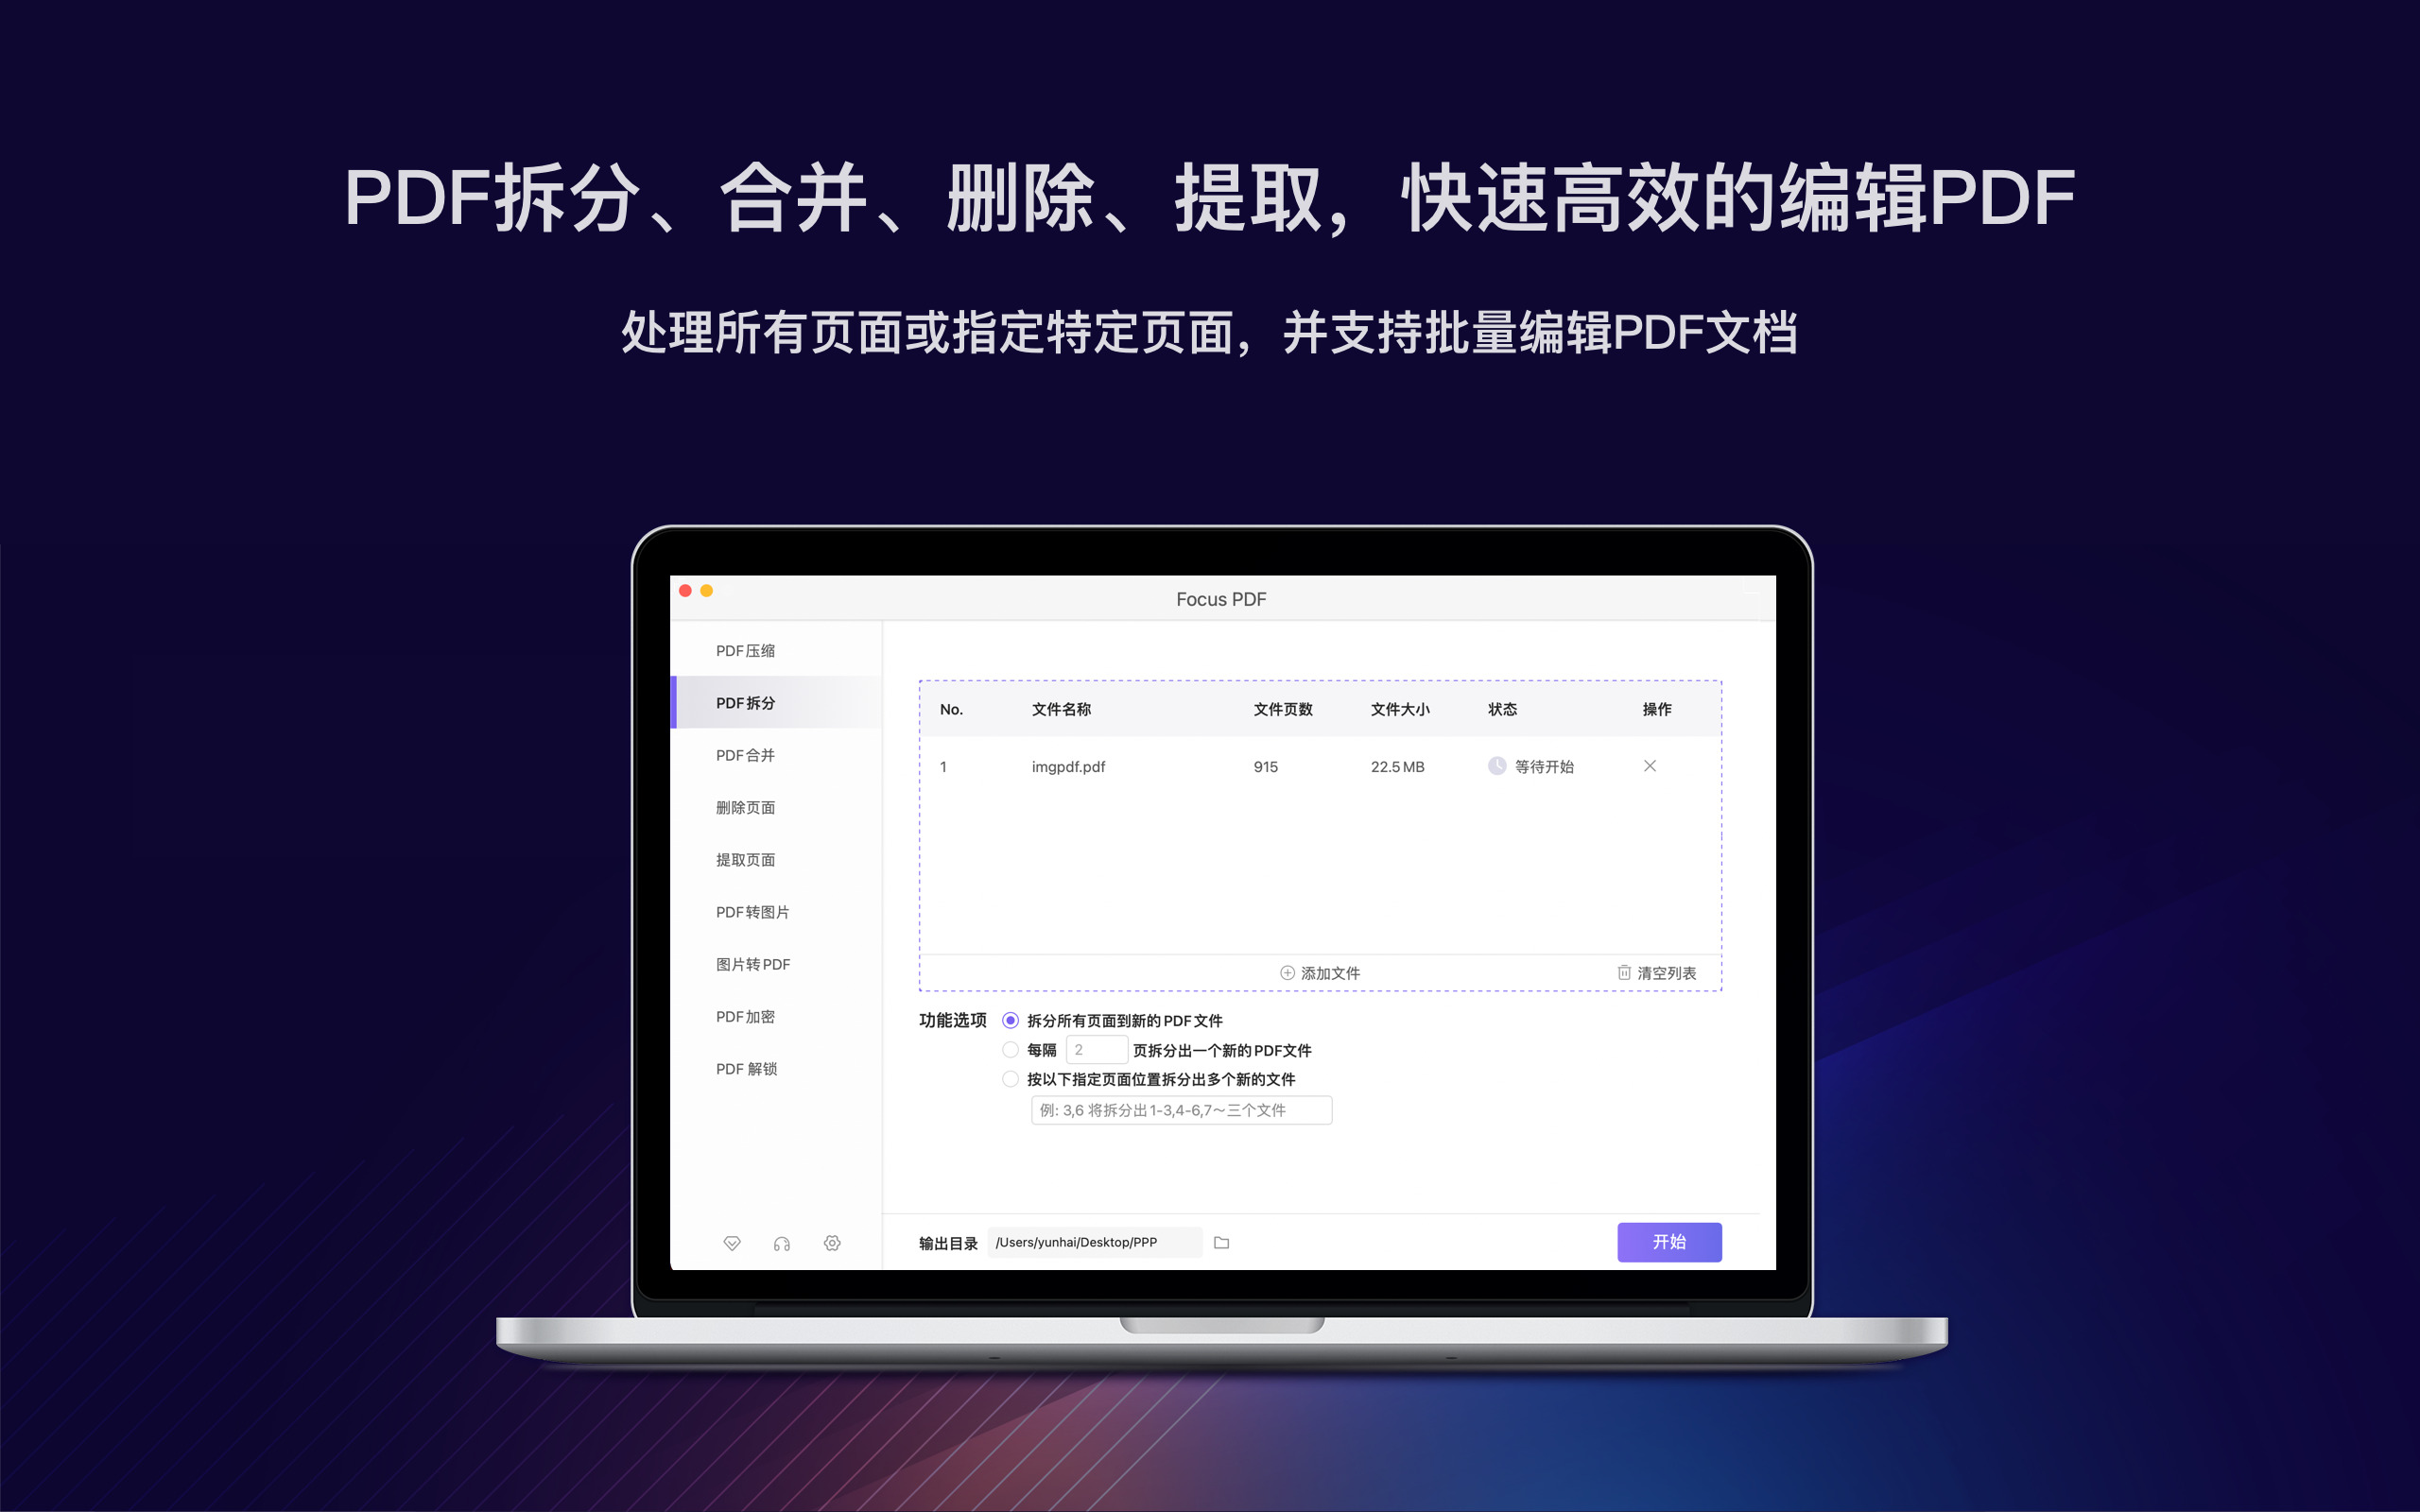 PDF拆分、合并、删除、提取，快速高效的编辑PDF
处理所有页面或指定特定页面，并支持批量编辑PDF文档
Focus PDF
PDF压缩
PDF拆分
PDF合并
删除页面
提取页面
PDF转图片
图片转PDF
PDF加密
PDF 解锁
No. 文件名称 文件页数 文件大小 状态 操作
1 imgpdf.pdf 915 22.5 MB 等待开始
添加文件 清空列表
功能选项 拆分所有页面到新的PDF文件
每隔 2 页拆分出一个新的PDF文件
按以下指定页面位置拆分出多个新的文件
例: 3,6 将拆分出1-3,4-6,7～三个文件
输出目录 /Users/yunhai/Desktop/PPP 开始